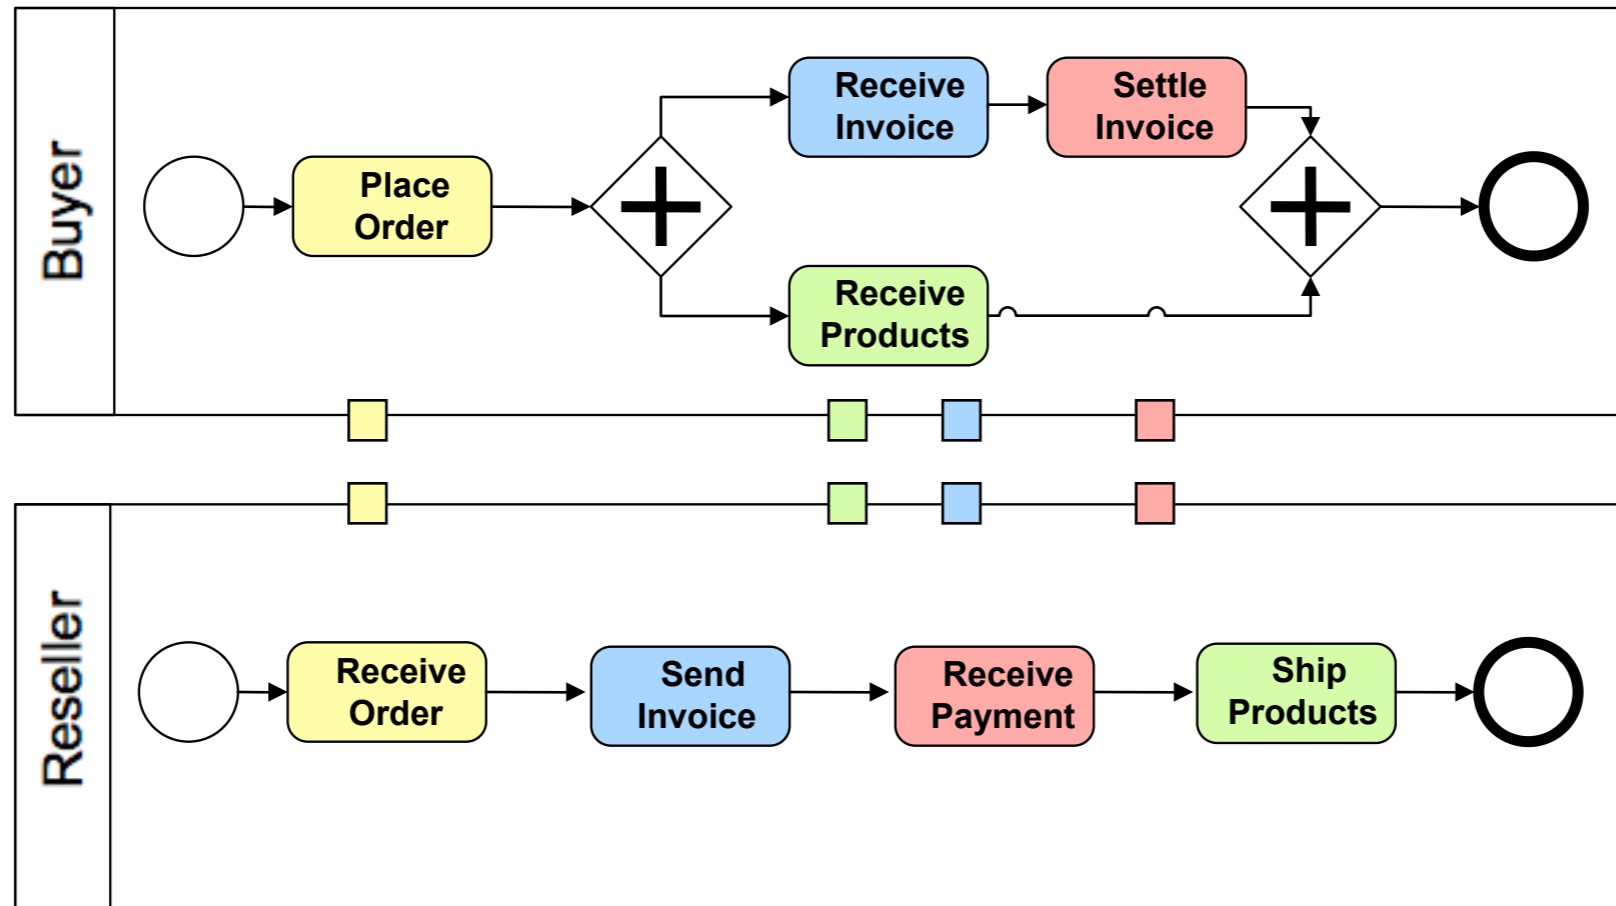 Buyer
Place
Order
Receive
Invoice
Settle
Invoice
Receive
Products
Reseller
Receive
Order
Send
Invoice
Receive
Payment
Ship
Products